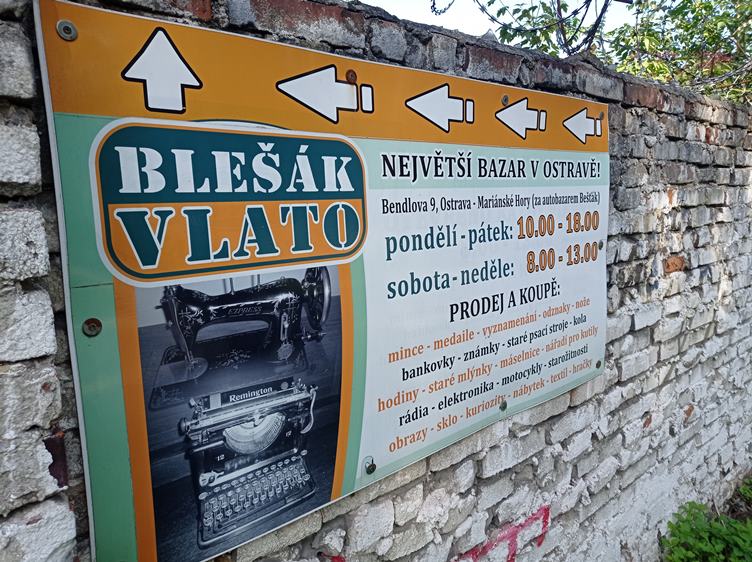 BLEŠÁK
VLATO
NEJVĚTŠÍ BAZAR V OSTRAVĚ!
Bendlova 9, Ostrava - Mariánské Hory (za autobazarem Bešťák)
pondělí - pátek: 10.00 - 18.00
sobota - neděle: 8.00 - 13.00
PRODEJ A KOUPĚ:
mince - medaile - vyznamenání - odznaky - nože
bankovky - známky - staré psací stroje - kola
hodiny - staré mlýnky - máselnice - nářadí pro kutily
rádia - elektronika - motocykly - starožitnosti
obrazy - sklo - kuriozity - nábytek - textil - hračky
EXPRESS
Remington